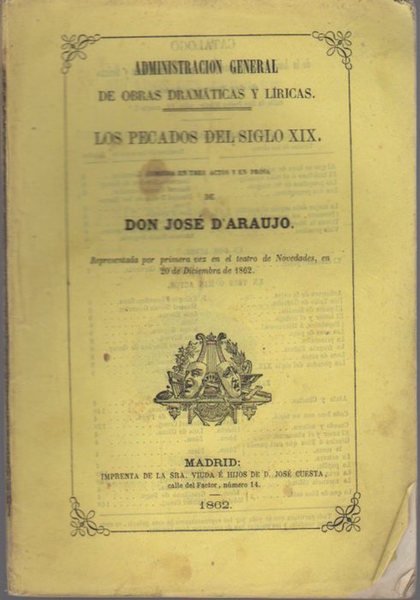 ADMINISTRACION GENERAL
DE OBRAS DRAMÁTICAS Y LÍRICAS.
LOS PECADOS DEL SIGLO XIX.
COMEDIA EN TRES ACTOS Y EN PROSA
DE
DON JOSE D'ARAUJO.
Representada por primera vez en el teatro de Novedades, en
20 de Diciembre de 1862.
MADRID:
IMPRENTA DE LA SRA. VIUDA É HIJOS DE D. JOSÉ CUESTA,
calle del Factor, número 14.
1862.